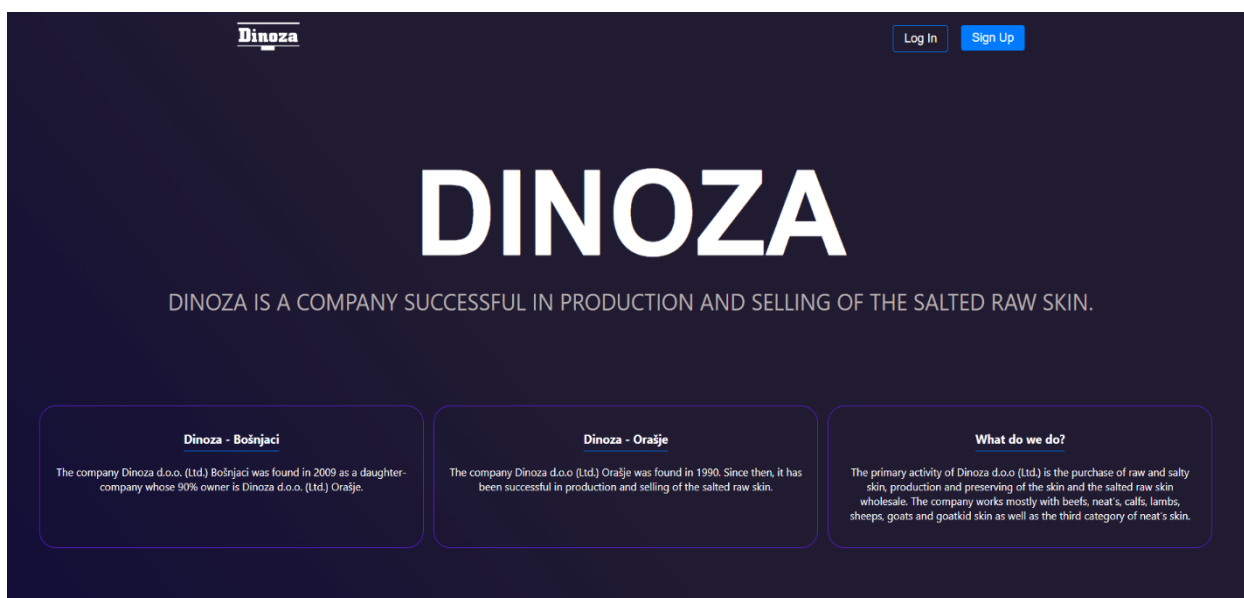 Dinoza
Log In
Sign Up
DINOZA
DINOZA IS A COMPANY SUCCESSFUL IN PRODUCTION AND SELLING OF THE SALTED RAW SKIN.
Dinoza - Bošnjaci
The company Dinoza d.o.o. (Ltd.) Bošnjaci was found in 2009 as a daughter-
company whose 90% owner is Dinoza d.o.o. (Ltd.) Orašje.
Dinoza - Orašje
The company Dinoza d.o.o (Ltd.) Orašje was found in 1990. Since then, it has
been successful in production and selling of the salted raw skin.
What do we do?
The primary activity of Dinoza d.o.o (Ltd.) is the purchase of raw and salty
skin, production and preserving of the skin and the salted raw skin
wholesale. The company works mostly with beefs, neat's, calfs, lambs,
sheeps, goats and goatkid skin as well as the third category of neat's skin.